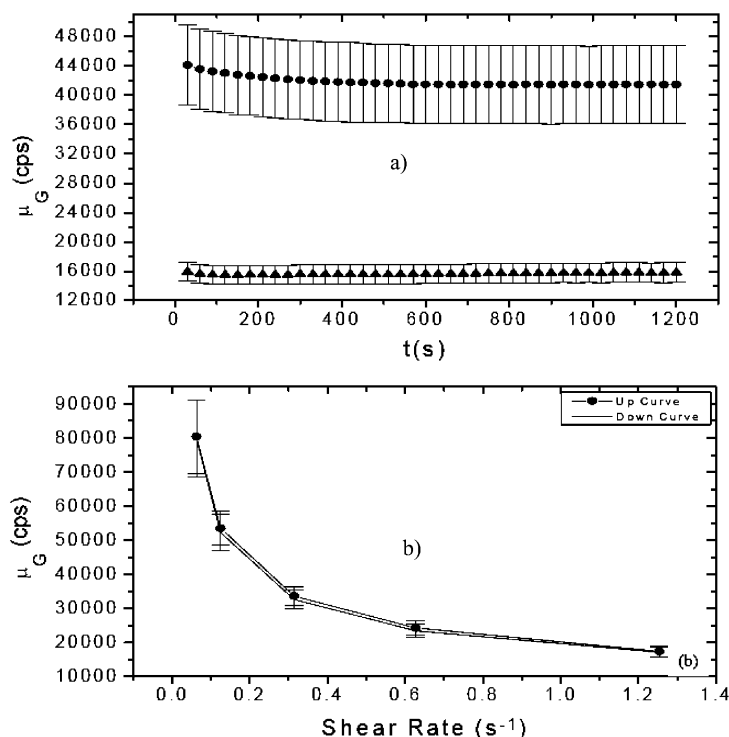 48000
44000
40000
36000
32000
28000
24000
20000
16000
12000
μG (cps)
a)
0 200 400 600 800 1000 1200
t(s)
90000
80000
70000
60000
50000
40000
30000
20000
10000
μG (cps)
Up Curve
Down Curve
b)
(b)
0.0 0.2 0.4 0.6 0.8 1.0 1.2 1.4
Shear Rate (s-1)